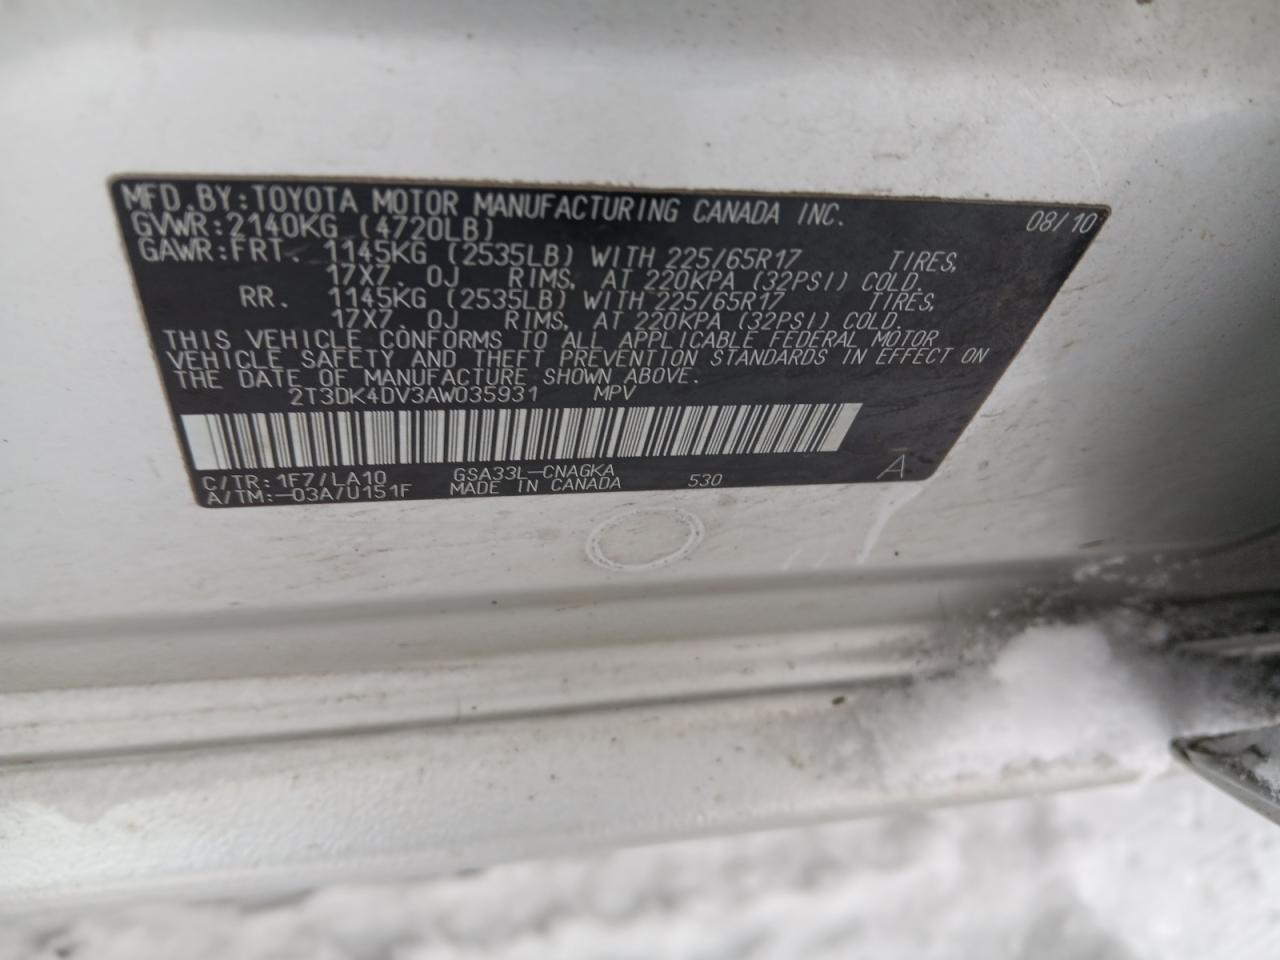 MFD. BY: TOYOTA MOTOR MANUFACTURING CANADA INC. 08/10
GVWR: 2140KG (4720LB)
GAWR: FRT. 1145KG (2535LB) WITH 225/65R17 TIRES,
17X7. 0J RIMS, AT 220KPA (32PSI) COLD.
RR. 1145KG (2535LB) WITH 225/65R17 TIRES,
17X7. 0J RIMS, AT 220KPA (32PSI) COLD.
THIS VEHICLE CONFORMS TO ALL APPLICABLE FEDERAL MOTOR
VEHICLE SAFETY AND THEFT PREVENTION STANDARDS IN EFFECT ON
THE DATE OF MANUFACTURE SHOWN ABOVE.
2T3DK4DV3AW035931 MPV
C/TR: 1F7/LA10 GSA33L-CNAGKA 530 A
A/TM:-03A/U151F MADE IN CANADA